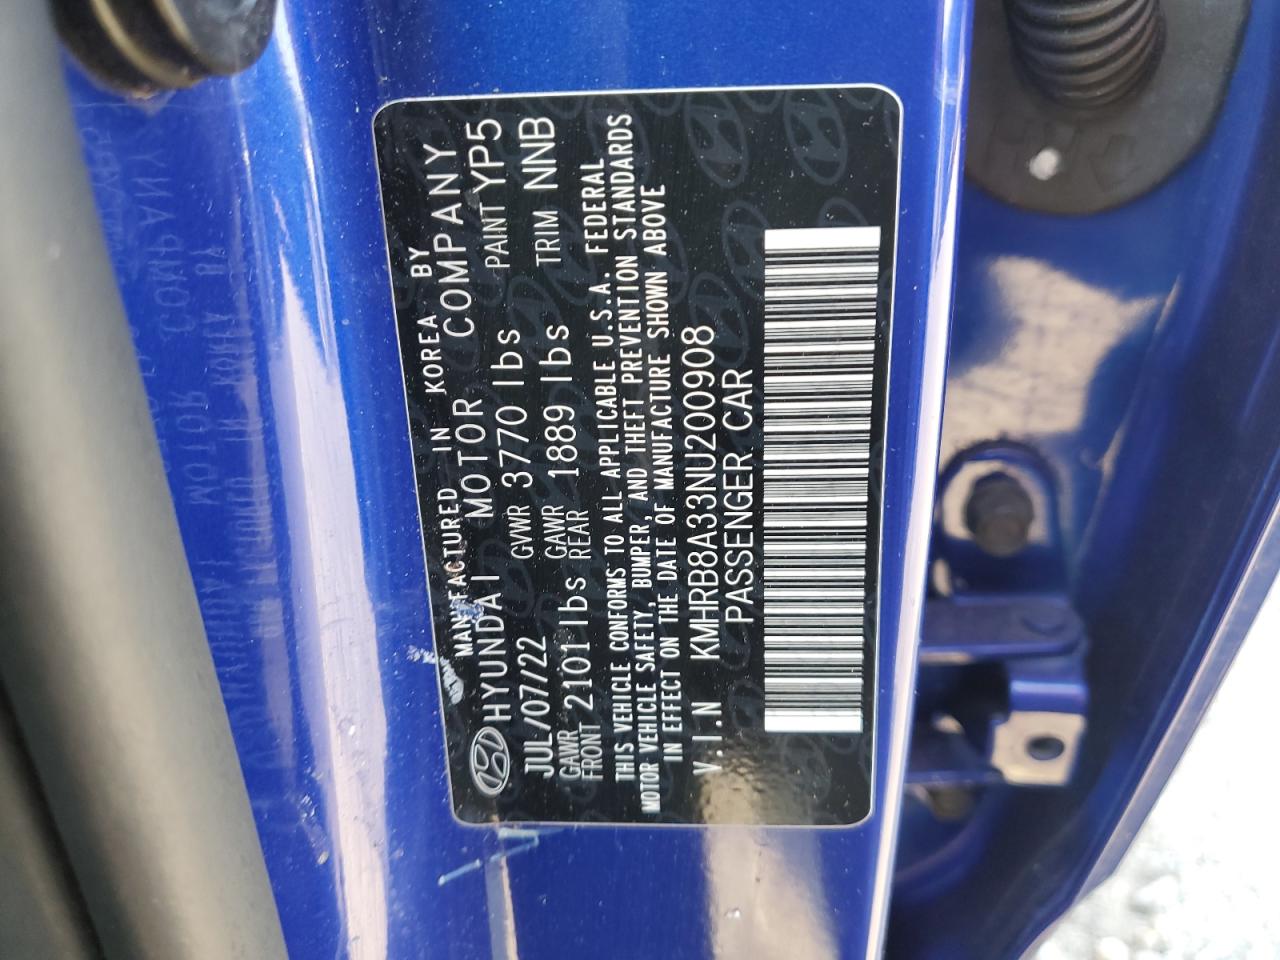 MANUFACTURED IN KOREA BY
HYUNDAI MOTOR COMPANY
JUL/07/22 GVWR 3770 lbs PAINT YP5
GAWR FRONT 2101 lbs GAWR REAR 1889 lbs TRIM NNB
THIS VEHICLE CONFORMS TO ALL APPLICABLE U.S.A. FEDERAL
MOTOR VEHICLE SAFETY, BUMPER, AND THEFT PREVENTION STANDARDS
IN EFFECT ON THE DATE OF MANUFACTURE SHOWN ABOVE
V.I.N KMHRB8A33NU200908
PASSENGER CAR